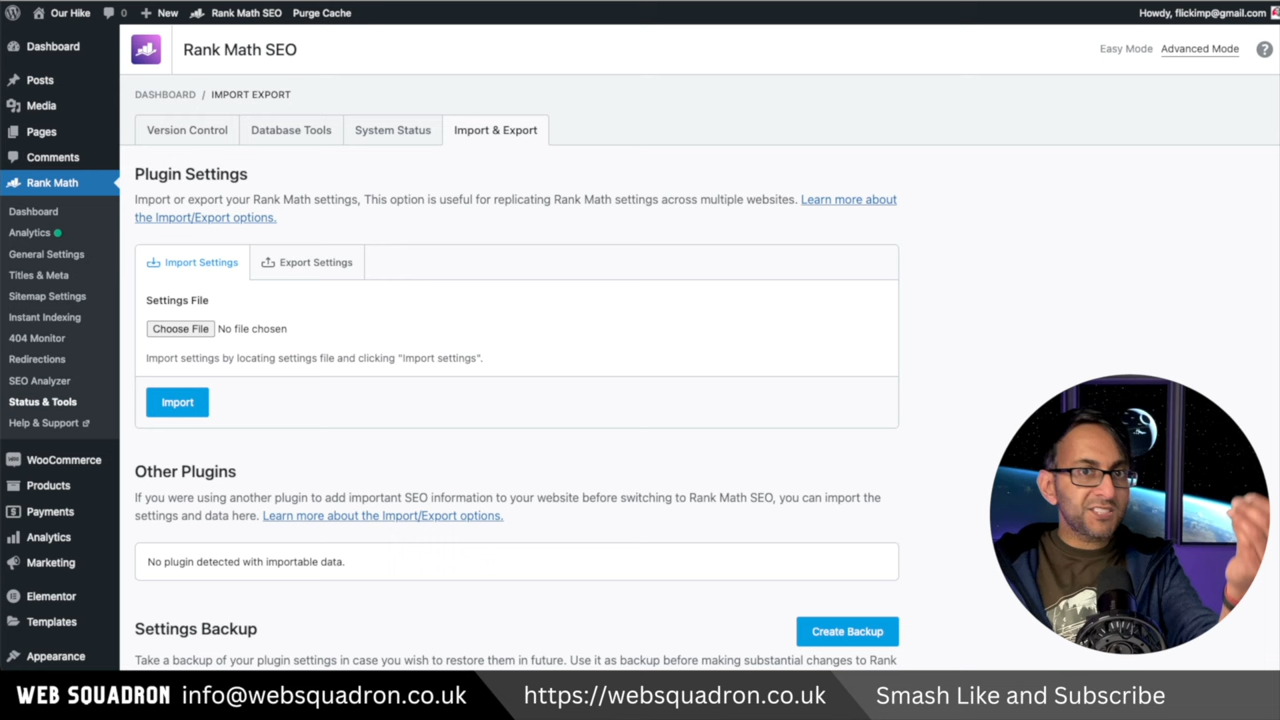 Our Hike 0 New Rank Math SEO Purge Cache Howdy, flickimp@gmail.com
Dashboard
Posts
Media
Pages
Comments
Rank Math
Dashboard
Analytics
General Settings
Titles & Meta
Sitemap Settings
Instant Indexing
404 Monitor
Redirections
SEO Analyzer
Status & Tools
Help & Support
WooCommerce
Products
Payments
Analytics
Marketing
Elementor
Templates
Appearance
Rank Math SEO
Easy Mode Advanced Mode ?
DASHBOARD / IMPORT EXPORT
Version Control Database Tools System Status Import & Export
Plugin Settings
Import or export your Rank Math settings, This option is useful for replicating Rank Math settings across multiple websites. Learn more about
the Import/Export options.
Import Settings Export Settings
Settings File
Choose File No file chosen
Import settings by locating settings file and clicking "Import settings".
Import
Other Plugins
If you were using another plugin to add important SEO information to your website before switching to Rank Math SEO, you can import the
settings and data here. Learn more about the Import/Export options.
No plugin detected with importable data.
Settings Backup
Create Backup
Take a backup of your plugin settings in case you wish to restore them in future. Use it as backup before making substantial changes to Rank
WEB SQUADRON info@websquadron.co.uk https://websquadron.co.uk Smash Like and Subscribe